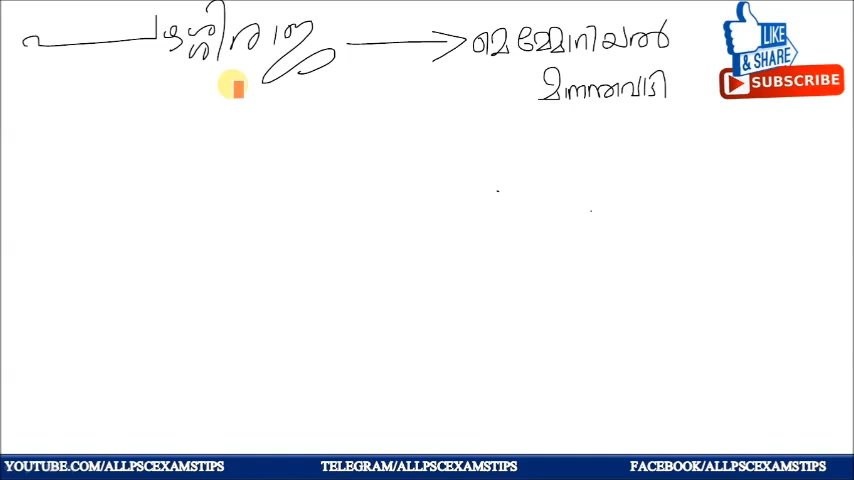 പഴശ്ശിരാജ → മെമ്മോറിയൽ
മാനന്തവാടി
LIKE
& SHARE
SUBSCRIBE
YOUTUBE.COM/ALLPSCEXAMSTIPS TELEGRAM/ALLPSCEXAMSTIPS FACEBOOK/ALLPSCEXAMSTIPS